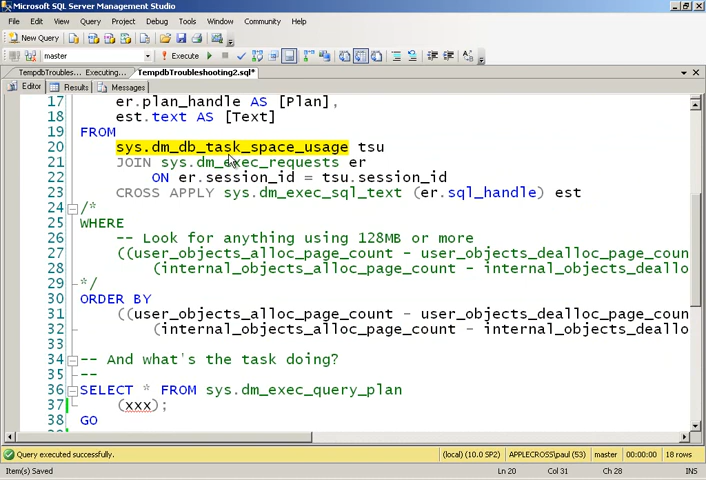 Microsoft SQL Server Management Studio
File Edit View Query Project Debug Tools Window Community Help
New Query
master Execute
TempdbTroubles... Executing... TempdbTroubleshooting2.sql*
Editor Results Messages
17 er.plan_handle AS [Plan],
18 est.text AS [Text]
19 FROM
20 sys.dm_db_task_space_usage tsu
21 JOIN sys.dm_exec_requests er
22 ON er.session_id = tsu.session_id
23 CROSS APPLY sys.dm_exec_sql_text (er.sql_handle) est
24 /*
25 WHERE
26 -- Look for anything using 128MB or more
27 ((user_objects_alloc_page_count - user_objects_dealloc_page_coun
28 (internal_objects_alloc_page_count - internal_objects_deallo
29 */
30 ORDER BY
31 ((user_objects_alloc_page_count - user_objects_dealloc_page_coun
32 (internal_objects_alloc_page_count - internal_objects_deallo
33
34 -- And what's the task doing?
35 --
36 SELECT * FROM sys.dm_exec_query_plan
37 (xxx);
38 GO
Query executed successfully. (local) (10.0 SP2) APPLECROSS\paul (53) master 00:00:00 18 rows
Item(s) Saved Ln 20 Col 31 Ch 28